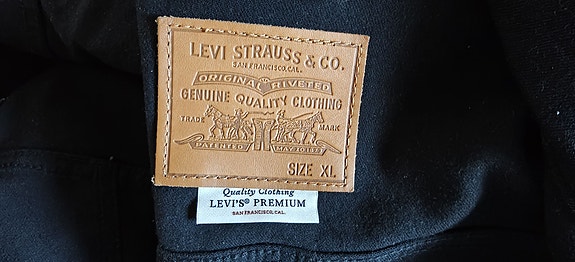 LEVI STRAUSS & CO.
SAN FRANCISCO, CAL.
ORIGINAL RIVETED
GENUINE QUALITY CLOTHING
TRADE MARK
PATENTED MAY 20 1873
SIZE XL
Quality Clothing
LEVI'S® PREMIUM
SAN FRANCISCO, CAL.